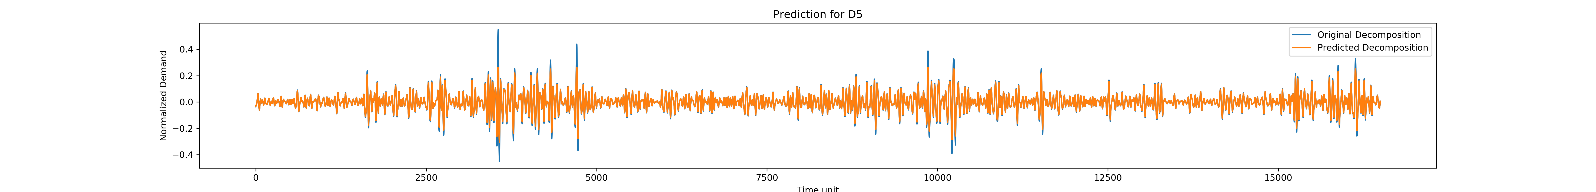 Prediction for D5
Original Decomposition
Predicted Decomposition
Normalized Demand
0.4
0.2
0.0
−0.2
−0.4
0 2500 5000 7500 10000 12500 15000
Time unit